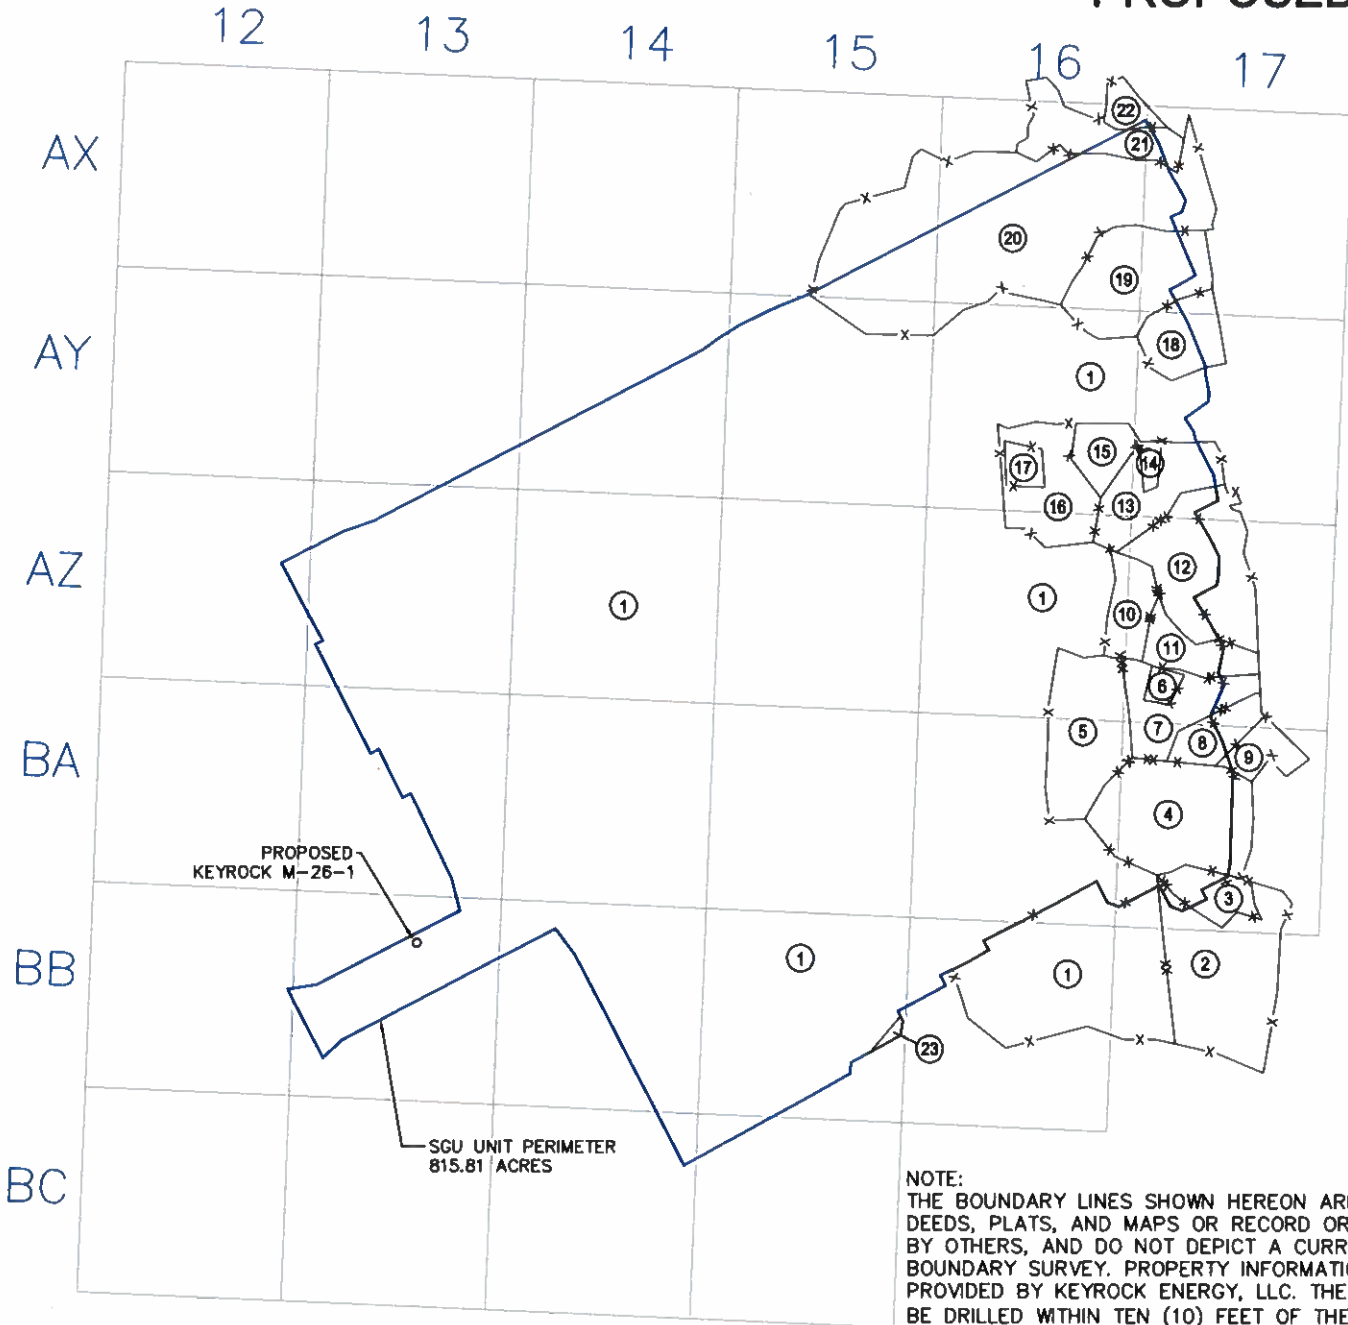 PROPOSED
12 13 14 15 16 17
AX
22
21
20
19
AY
18
1
15
17
14
16
13
AZ
12
1
1
10
11
6
BA
5
7
8
9
4
PROPOSED
KEYROCK M-26-1
3
BB
1
1
2
23
SGU UNIT PERIMETER
815.81 ACRES
BC
NOTE:
THE BOUNDARY LINES SHOWN HEREON AR
DEEDS, PLATS, AND MAPS OR RECORD OR
BY OTHERS, AND DO NOT DEPICT A CURR
BOUNDARY SURVEY. PROPERTY INFORMATI
PROVIDED BY KEYROCK ENERGY, LLC. THE
BE DRILLED WITHIN TEN (10) FEET OF THE